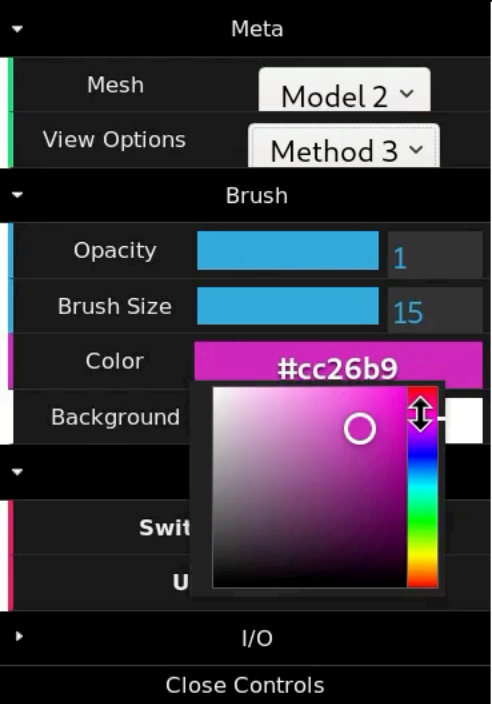 Meta
Mesh Model 2
View Options Method 3
Brush
Opacity 1
Brush Size 15
Color #cc26b9
Background
I/O
Close Controls